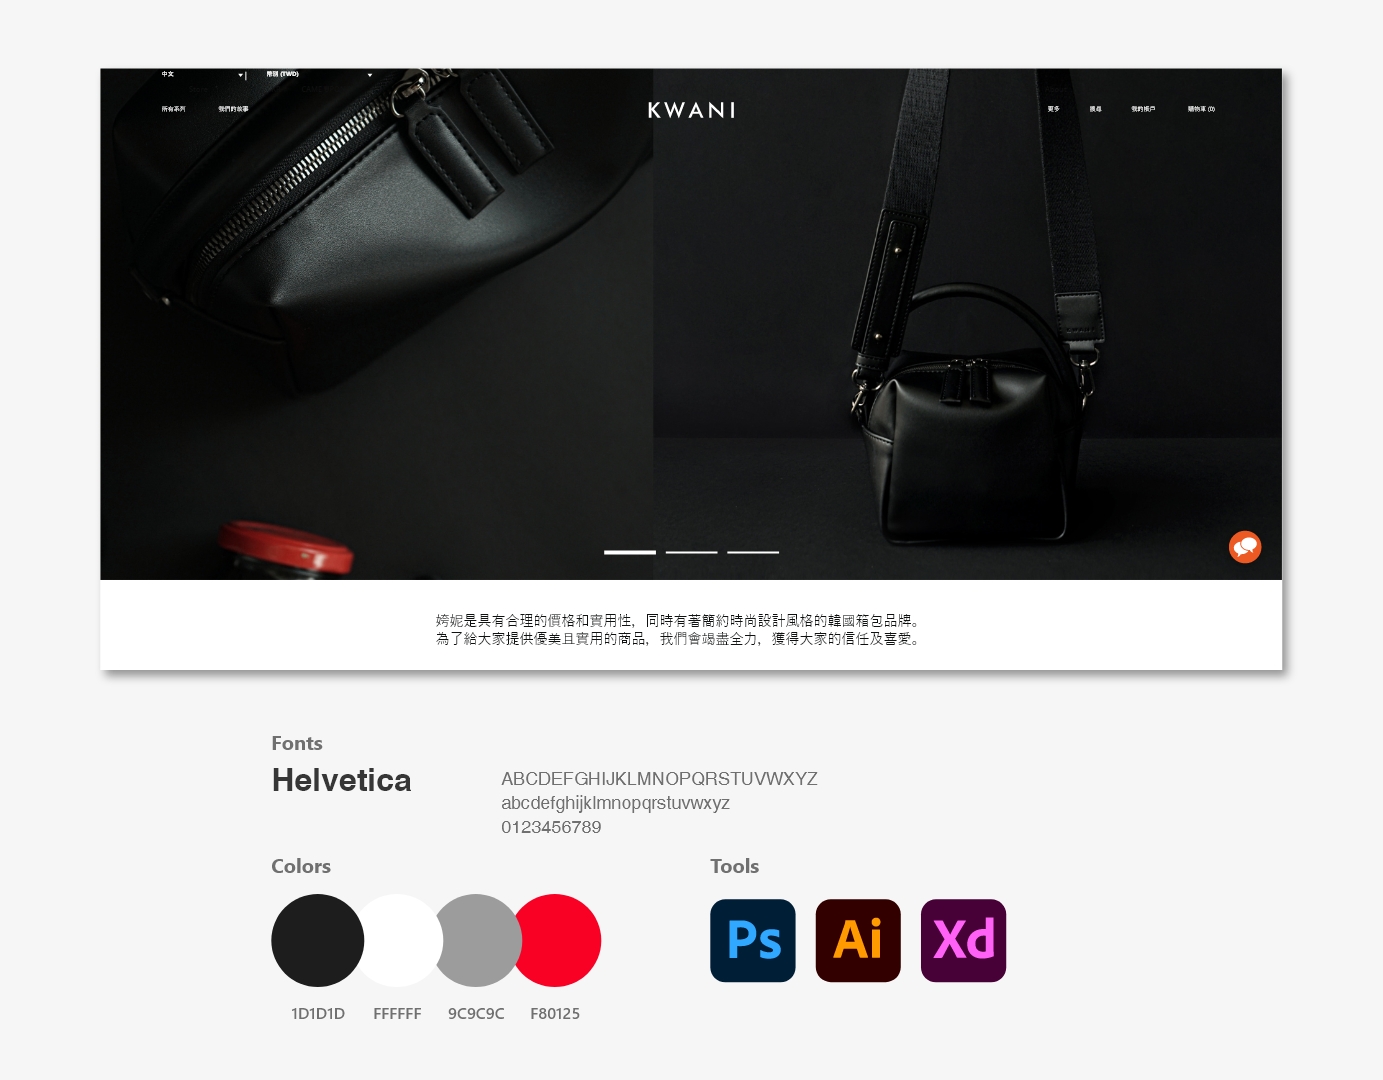 中文
幣別 (TWD)
所有系列
我們的故事
KWANI
更多
搜尋
我的帳戶
購物車 (0)
姱妮是具有合理的價格和實用性，同時有著簡約時尚設計風格的韓國箱包品牌。
為了給大家提供優美且實用的商品，我們會竭盡全力，獲得大家的信任及喜愛。
Fonts
Helvetica
ABCDEFGHIJKLMNOPQRSTUVWXYZ
abcdefghijklmnopqrstuvwxyz
0123456789
Colors
1D1D1D
FFFFFF
9C9C9C
F80125
Tools
Ps
Ai
Xd